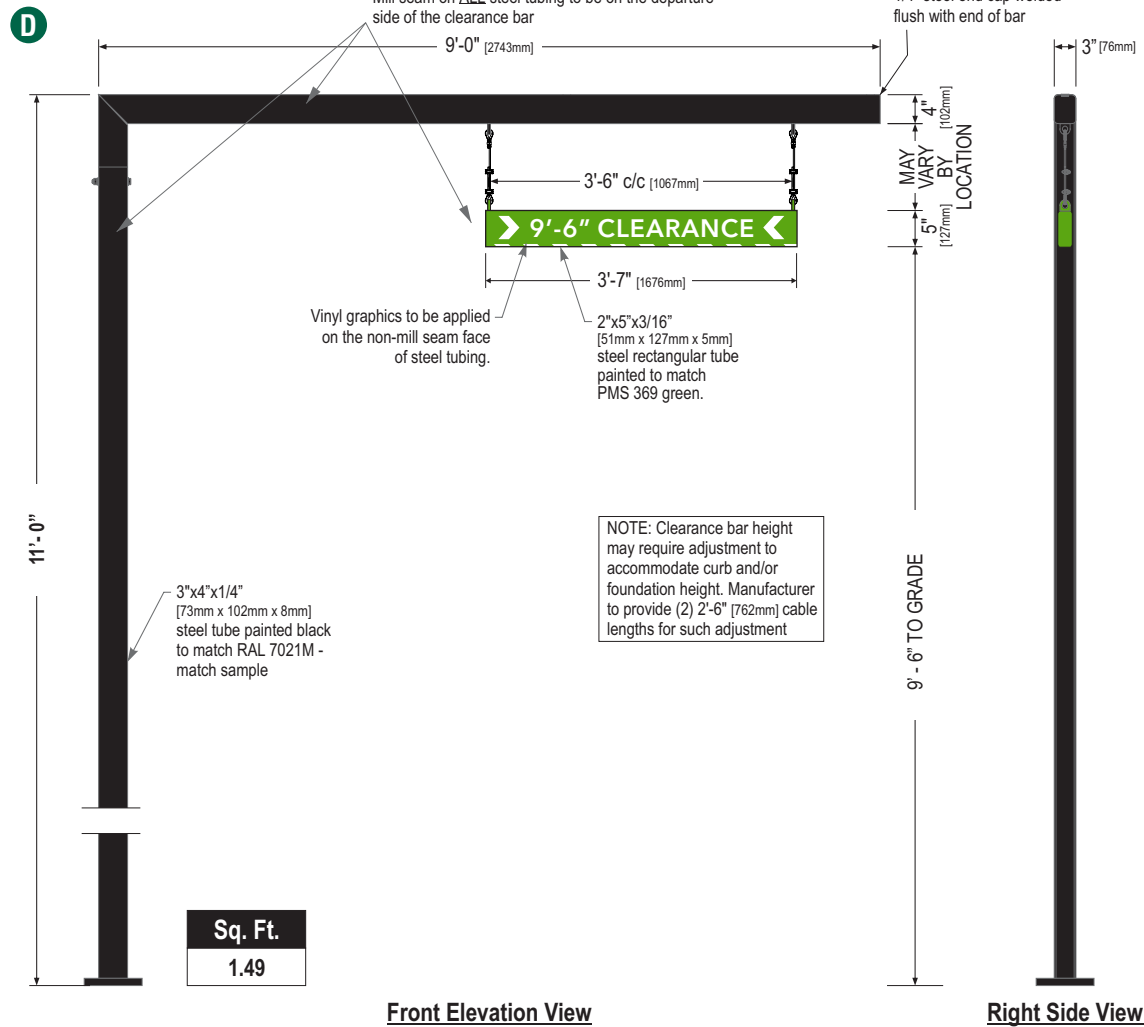 D
Mill seam on ALL steel tubing to be on the departure
side of the clearance bar
1/4" steel end cap welded
flush with end of bar
9'-0" [2743mm]
3" [76mm]
4"
[102mm]
MAY
VARY
BY
LOCATION
3'-6" c/c [1067mm]
9'-6" CLEARANCE
5"
[127mm]
3'-7" [1676mm]
Vinyl graphics to be applied
on the non-mill seam face
of steel tubing.
2"x5"x3/16"
[51mm x 127mm x 5mm]
steel rectangular tube
painted to match
PMS 369 green.
11'- 0"
NOTE: Clearance bar height
may require adjustment to
accommodate curb and/or
foundation height. Manufacturer
to provide (2) 2'-6" [762mm] cable
lengths for such adjustment
9' - 6" TO GRADE
3"x4"x1/4"
[73mm x 102mm x 8mm]
steel tube painted black
to match RAL 7021M -
match sample
Sq. Ft.
1.49
Front Elevation View
Right Side View